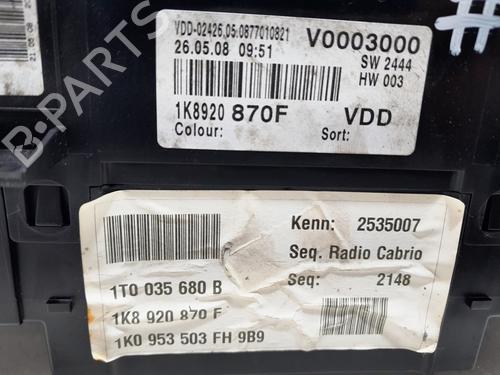 VDD-02426.05.0877010821
26.05.08 09:51
V0003000
SW 2444
HW 003
1K8920 870F VDD
Colour: Sort:
Kenn: 2535007
Seq. Radio Cabrio
Seq: 2148
1T0 035 680 B
1K8 920 870 F
1K0 953 503 FH 9B9